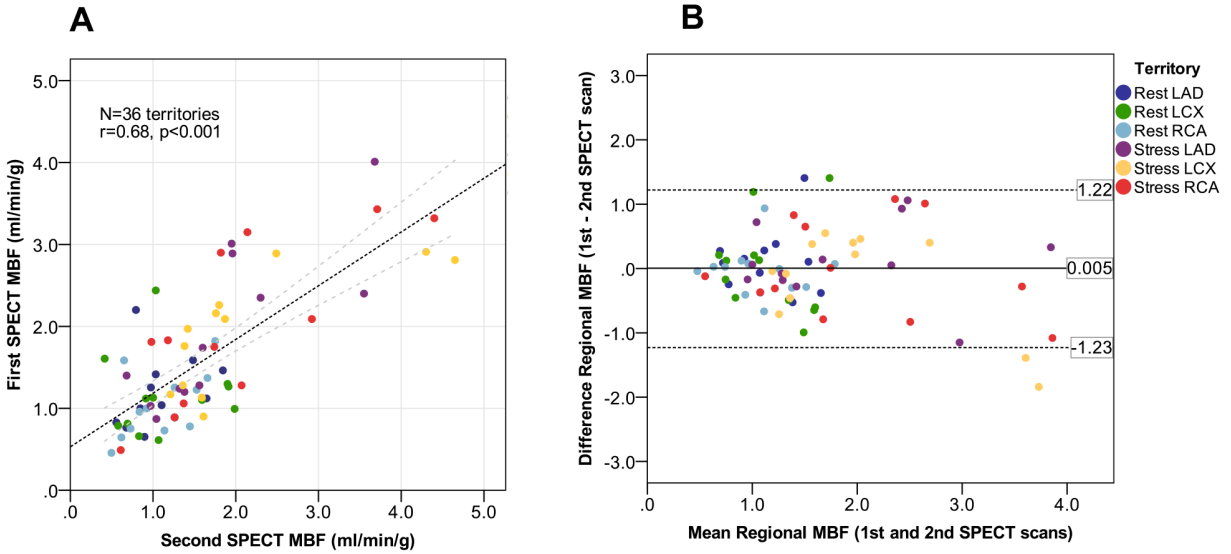 A
B
First SPECT MBF (ml/min/g)
5.0
4.0
3.0
2.0
1.0
.0
N=36 territories
r=0.68, p<0.001
.0 1.0 2.0 3.0 4.0 5.0
Second SPECT MBF (ml/min/g)
Difference Regional MBF (1st - 2nd SPECT scan)
3.0
2.0
1.0
.0
-1.0
-2.0
-3.0
1.22
0.005
-1.23
.0 1.0 2.0 3.0 4.0
Mean Regional MBF (1st and 2nd SPECT scans)
Territory
Rest LAD
Rest LCX
Rest RCA
Stress LAD
Stress LCX
Stress RCA